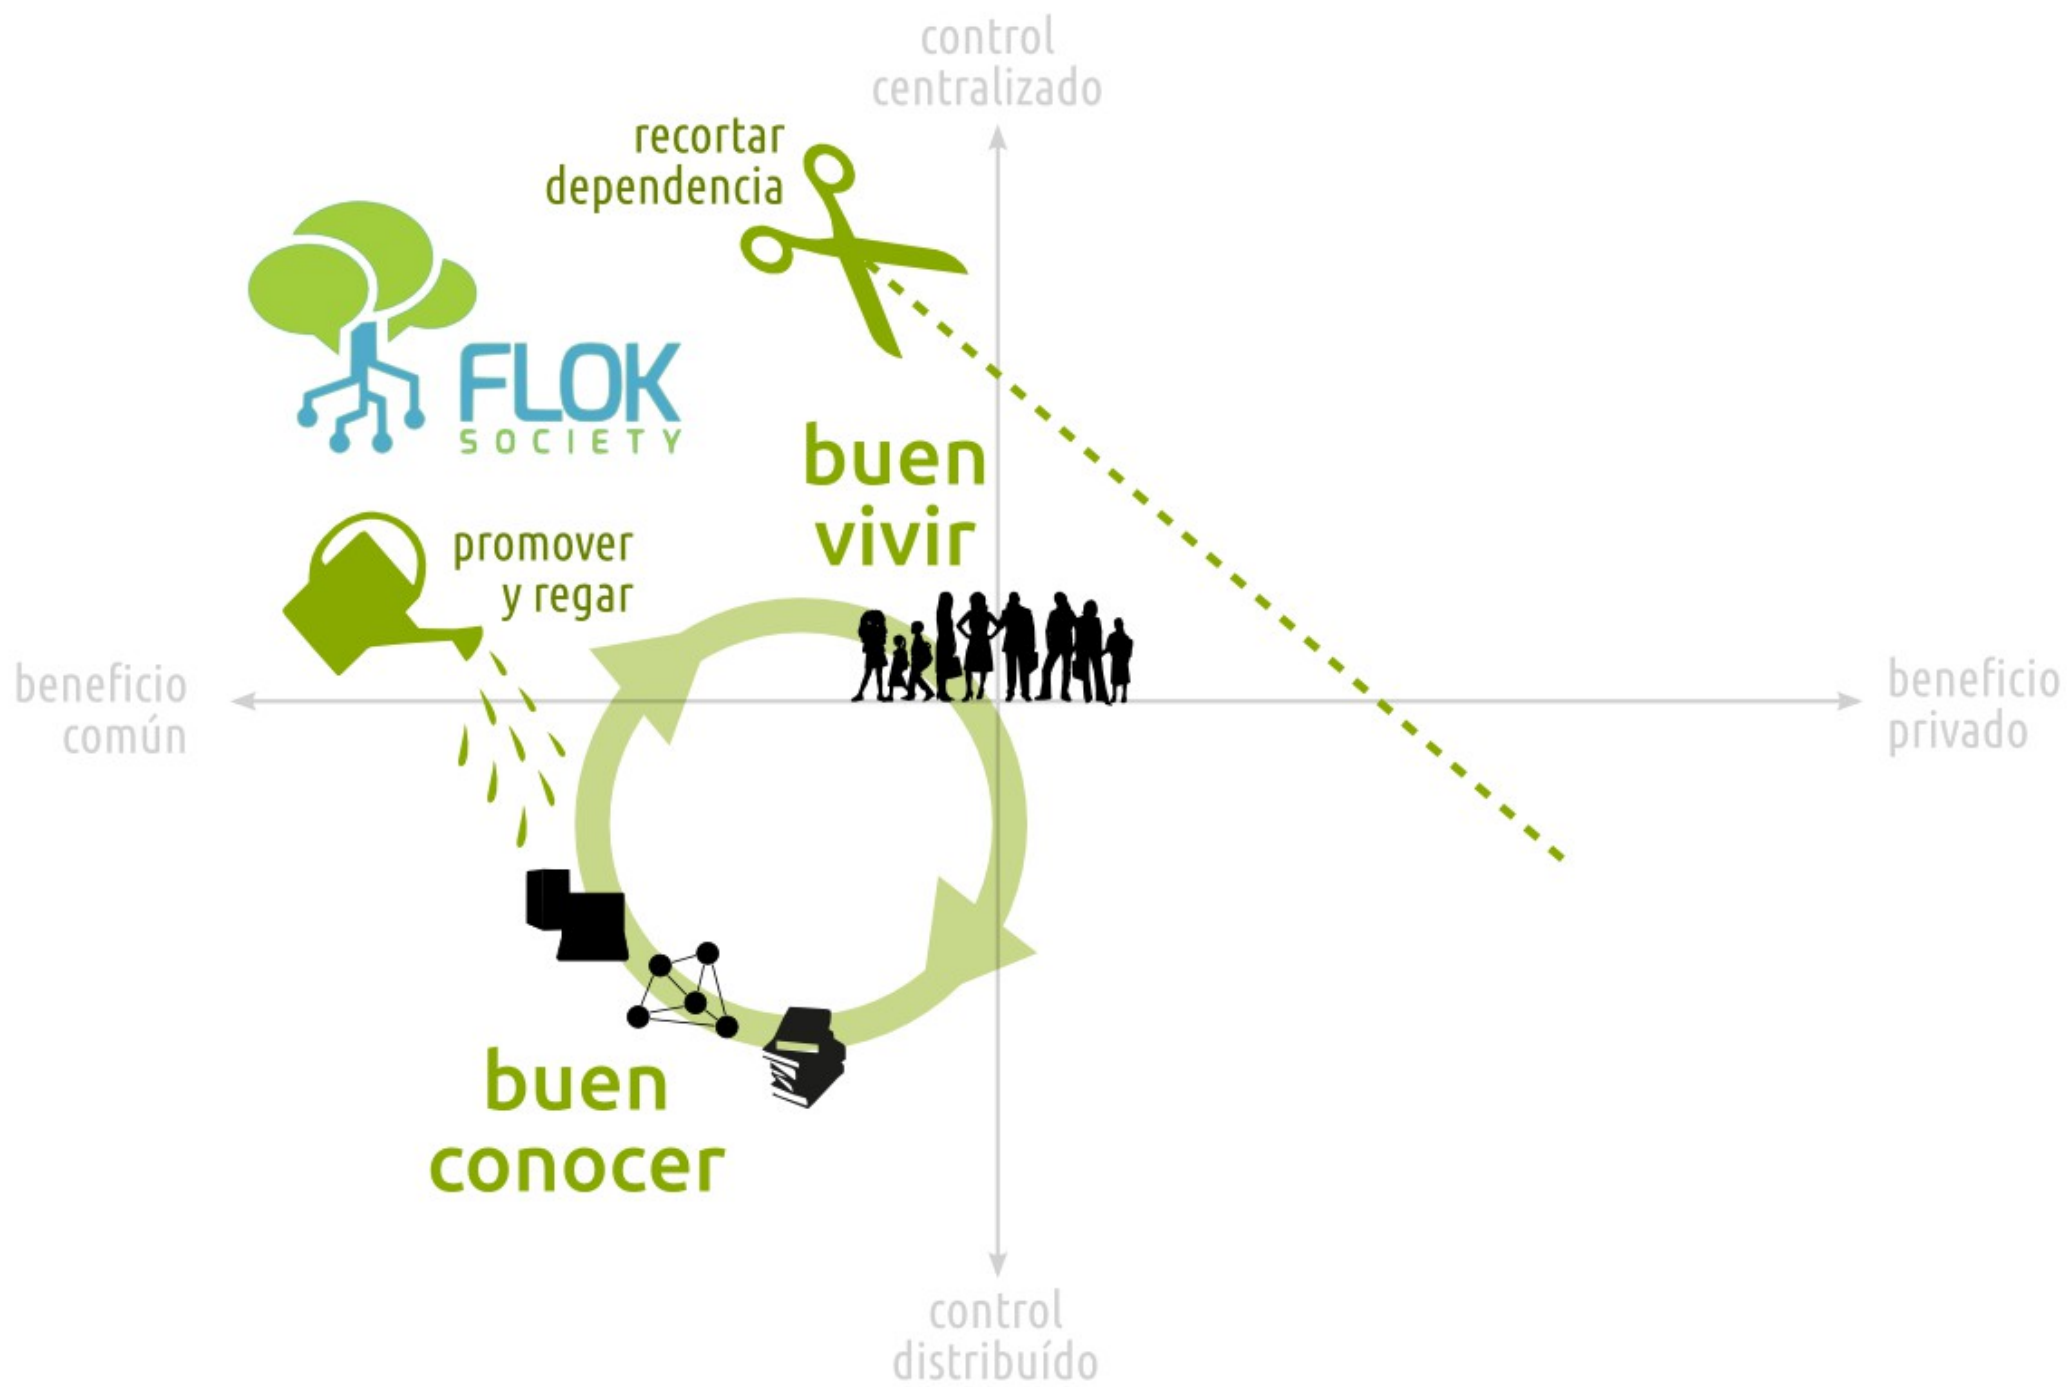 control
centralizado
recortar
dependencia
FLOK
SOCIETY
buen
vivir
promover
y regar
beneficio
común
beneficio
privado
buen
conocer
control
distribuído